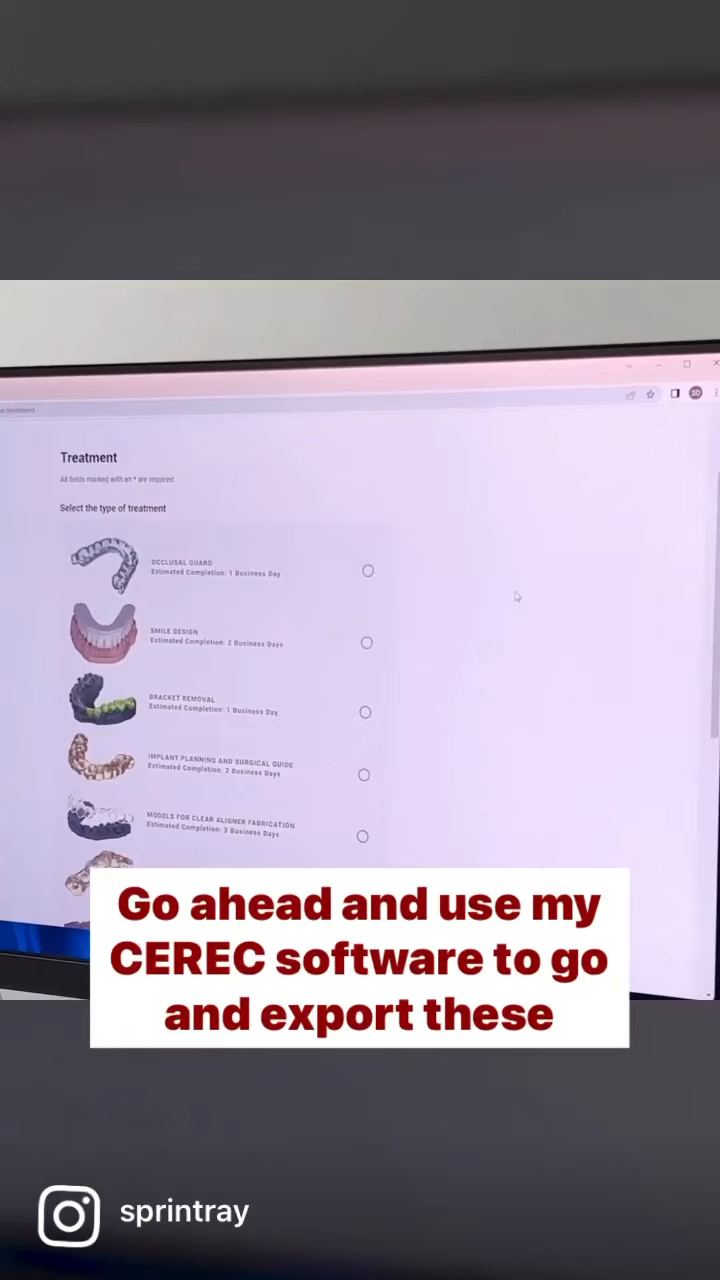 Treatment
All fields marked with an * are required
Select the type of treatment
OCCLUSAL GUARD
Estimated Completion: 1 Business Day
SMILE DESIGN
Estimated Completion: 2 Business Days
BRACKET REMOVAL
Estimated Completion: 1 Business Day
IMPLANT PLANNING AND SURGICAL GUIDE
Estimated Completion: 2 Business Days
MODELS FOR CLEAR ALIGNER FABRICATION
Estimated Completion: 3 Business Days
Go ahead and use my
CEREC software to go
and export these
sprintray